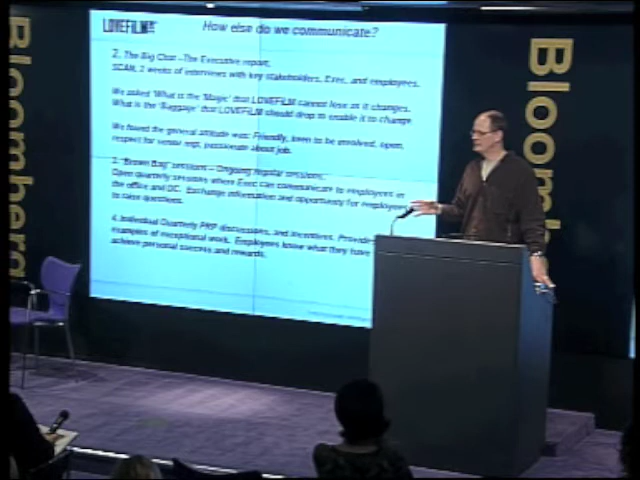 Bloomberg
LOVEFiLM
How else do we communicate?
2. The Big Chat -The Executive report,
SCAN, 2 weeks of interviews with key stakeholders, Exec, and employees.
We asked 'What is the 'Magic' that LOVEFILM cannot lose as it changes.
What is the 'Baggage' that LOVEFILM should drop to enable it to change
We found the general attitude was: Friendly, keen to be involved, open,
respect for senior mgt, passionate about job.
3. "Brown Bag" sessions – Ongoing Regular sessions.
Open quarterly sessions where Exec can communicate to employees in
the office and DC. Exchange information and opportunity for employees
to raise questions.
4. Individual Quarterly PRP discussions, and incentives. Provide
examples of exceptional work. Employees know what they have
achieve personal success and rewards.
Bloomb